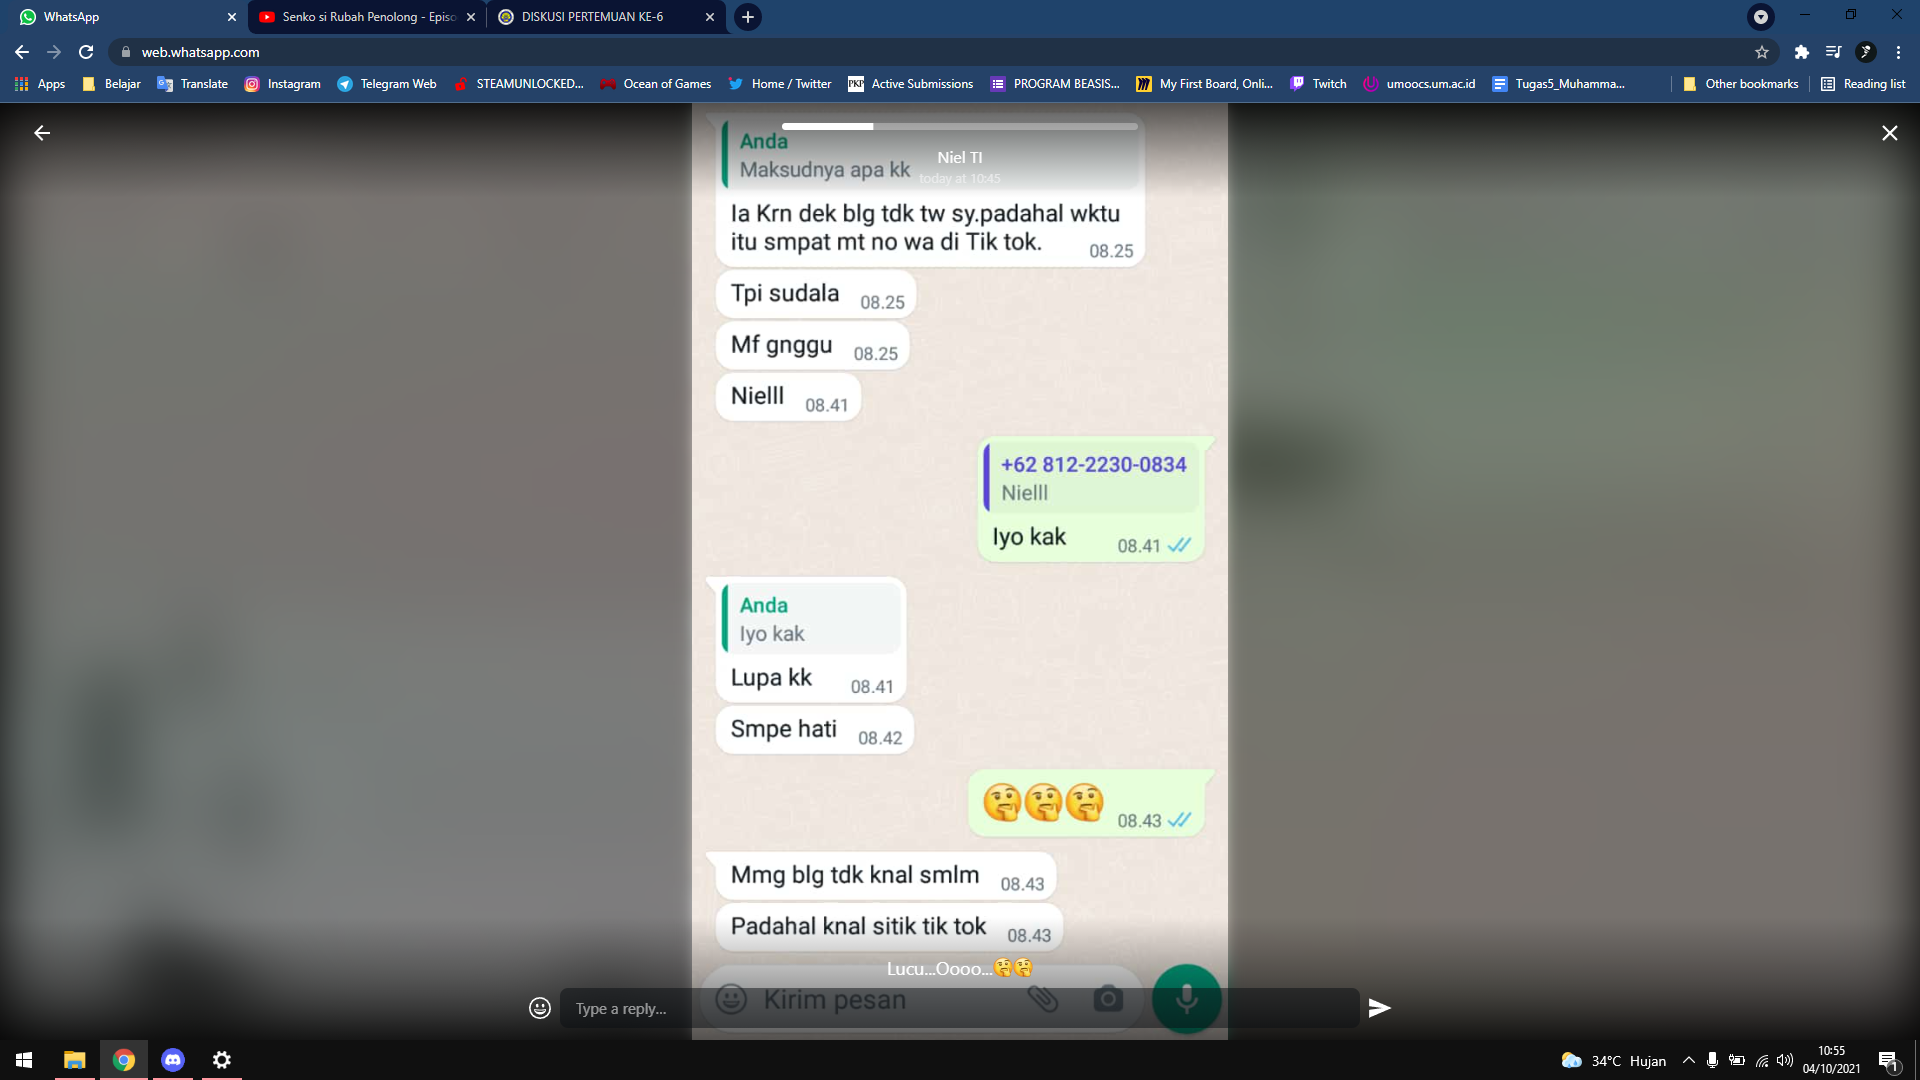 WhatsApp
Senko si Rubah Penolong - Episo
DISKUSI PERTEMUAN KE-6
web.whatsapp.com
Apps
Belajar
Translate
Instagram
Telegram Web
STEAMUNLOCKED...
Ocean of Games
Home / Twitter
PKP
Active Submissions
PROGRAM BEASIS...
My First Board, Onli...
Twitch
umoocs.um.ac.id
Tugas5_Muhamma...
Other bookmarks
Reading list
Niel TI
today at 10:45
Anda
Maksudnya apa kk
Ia Krn dek blg tdk tw sy.padahal wktu
itu smpat mt no wa di Tik tok. 08.25
Tpi sudala 08.25
Mf gnggu 08.25
Nielll 08.41
+62 812-2230-0834
Nielll
Iyo kak 08.41
Anda
Iyo kak
Lupa kk 08.41
Smpe hati 08.42
🤔🤔🤔 08.43
Mmg blg tdk knal smlm 08.43
Padahal knal sitik tik tok 08.43
Lucu...Oooo...🤔🤔
Kirim pesan
Type a reply...
34°C Hujan
10:55
04/10/2021
1